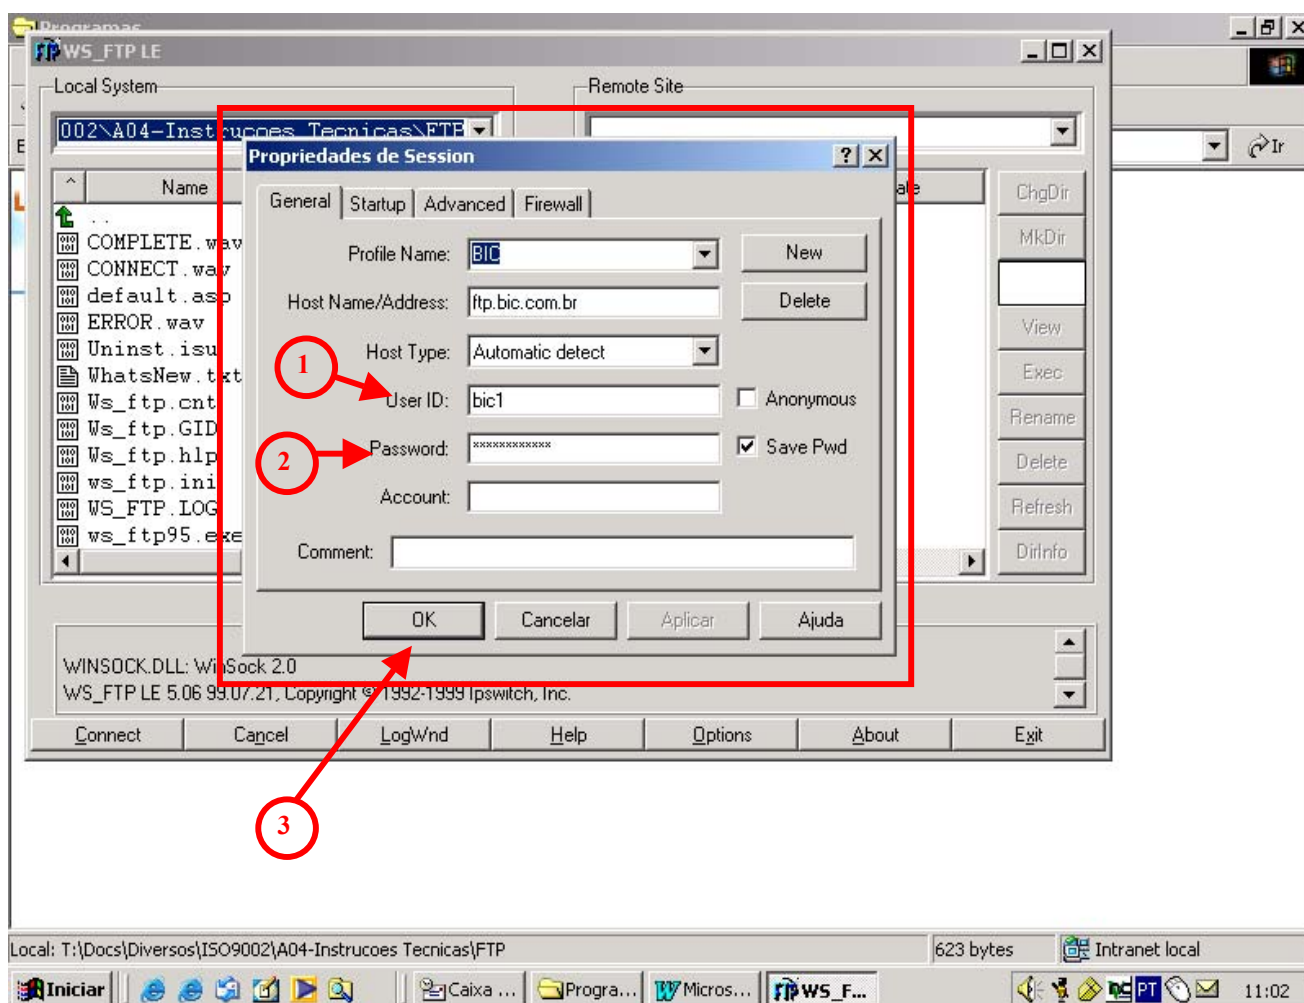 Programas
WS_FTP LE
Local System
Remote Site
002\A04-Instrucoes Tecnicas\FTP
Ir
Propriedades de Session
Name
General
Startup
Advanced
Firewall
ChgDir
MkDir
View
Exec
Rename
Delete
Refresh
DirInfo
..
COMPLETE.wav
CONNECT.wav
default.asp
ERROR.wav
Uninst.isu
WhatsNew.txt
Ws_ftp.cnt
Ws_ftp.GID
Ws_ftp.hlp
ws_ftp.ini
WS_FTP.LOG
ws_ftp95.exe
Profile Name: BIC
New
Host Name/Address: ftp.bic.com.br
Delete
Host Type: Automatic detect
1
User ID: bic1
Anonymous
2
Password: ************
Save Pwd
Account:
Comment:
OK
Cancelar
Aplicar
Ajuda
WINSOCK.DLL: WinSock 2.0
WS_FTP LE 5.06 99.07.21, Copyright © 1992-1999 Ipswitch, Inc.
Connect
Cancel
LogWnd
Help
Options
About
Exit
3
Local: T:\Docs\Diversos\ISO9002\A04-Instrucoes Tecnicas\FTP
623 bytes
Intranet local
Iniciar
Caixa ...
Progra...
Micros...
WS_F...
PT
11:02